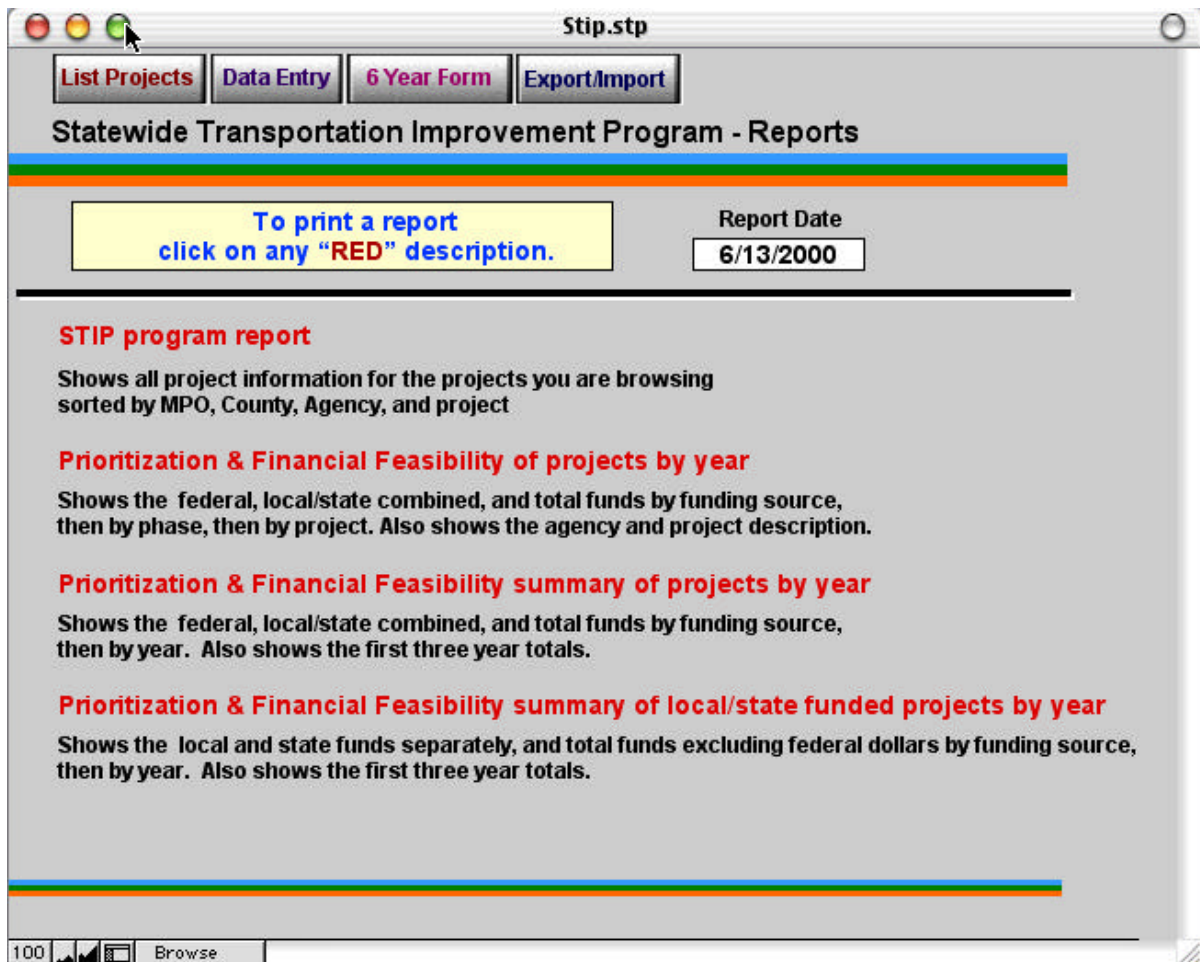 Stip.stp
List Projects Data Entry 6 Year Form Export/Import
Statewide Transportation Improvement Program - Reports
To print a report
click on any “RED” description.
Report Date
6/13/2000
STIP program report
Shows all project information for the projects you are browsing
sorted by MPO, County, Agency, and project
Prioritization & Financial Feasibility of projects by year
Shows the federal, local/state combined, and total funds by funding source,
then by phase, then by project. Also shows the agency and project description.
Prioritization & Financial Feasibility summary of projects by year
Shows the federal, local/state combined, and total funds by funding source,
then by year. Also shows the first three year totals.
Prioritization & Financial Feasibility summary of local/state funded projects by year
Shows the local and state funds separately, and total funds excluding federal dollars by funding source,
then by year. Also shows the first three year totals.
100 Browse